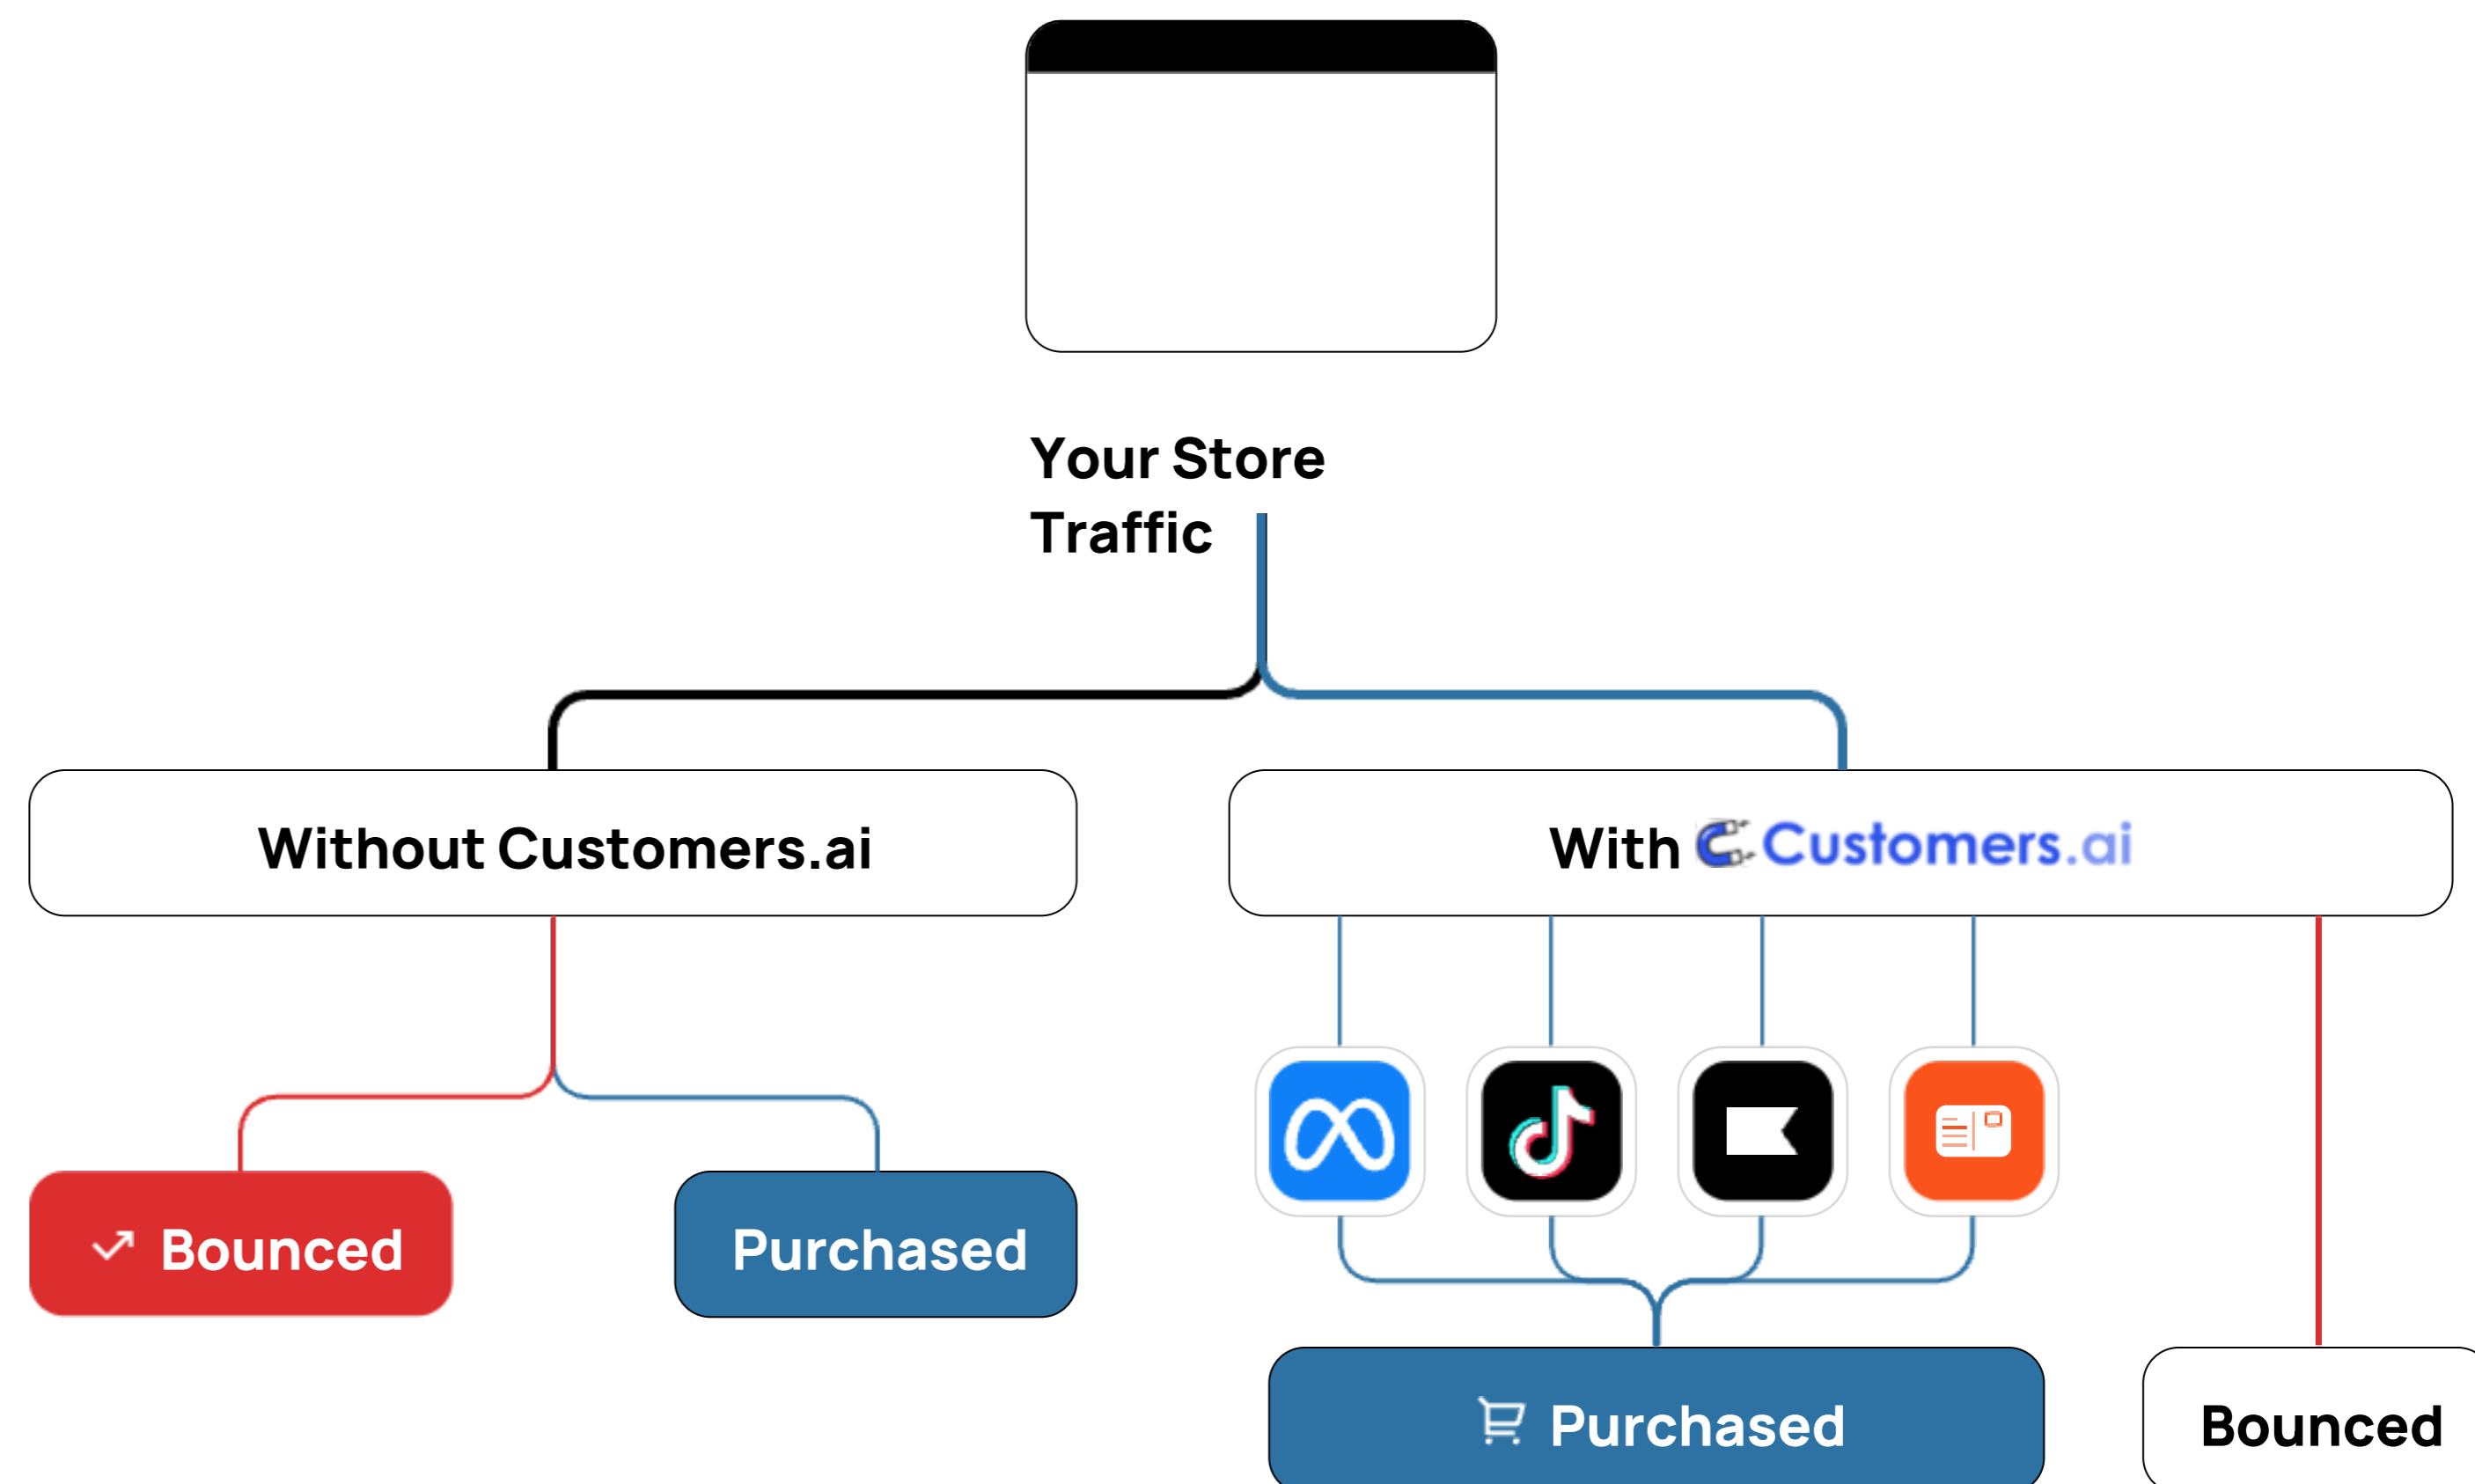 Your Store
Traffic
Without Customers.ai
With Customers.ai
Bounced
Purchased
Purchased
Bounced